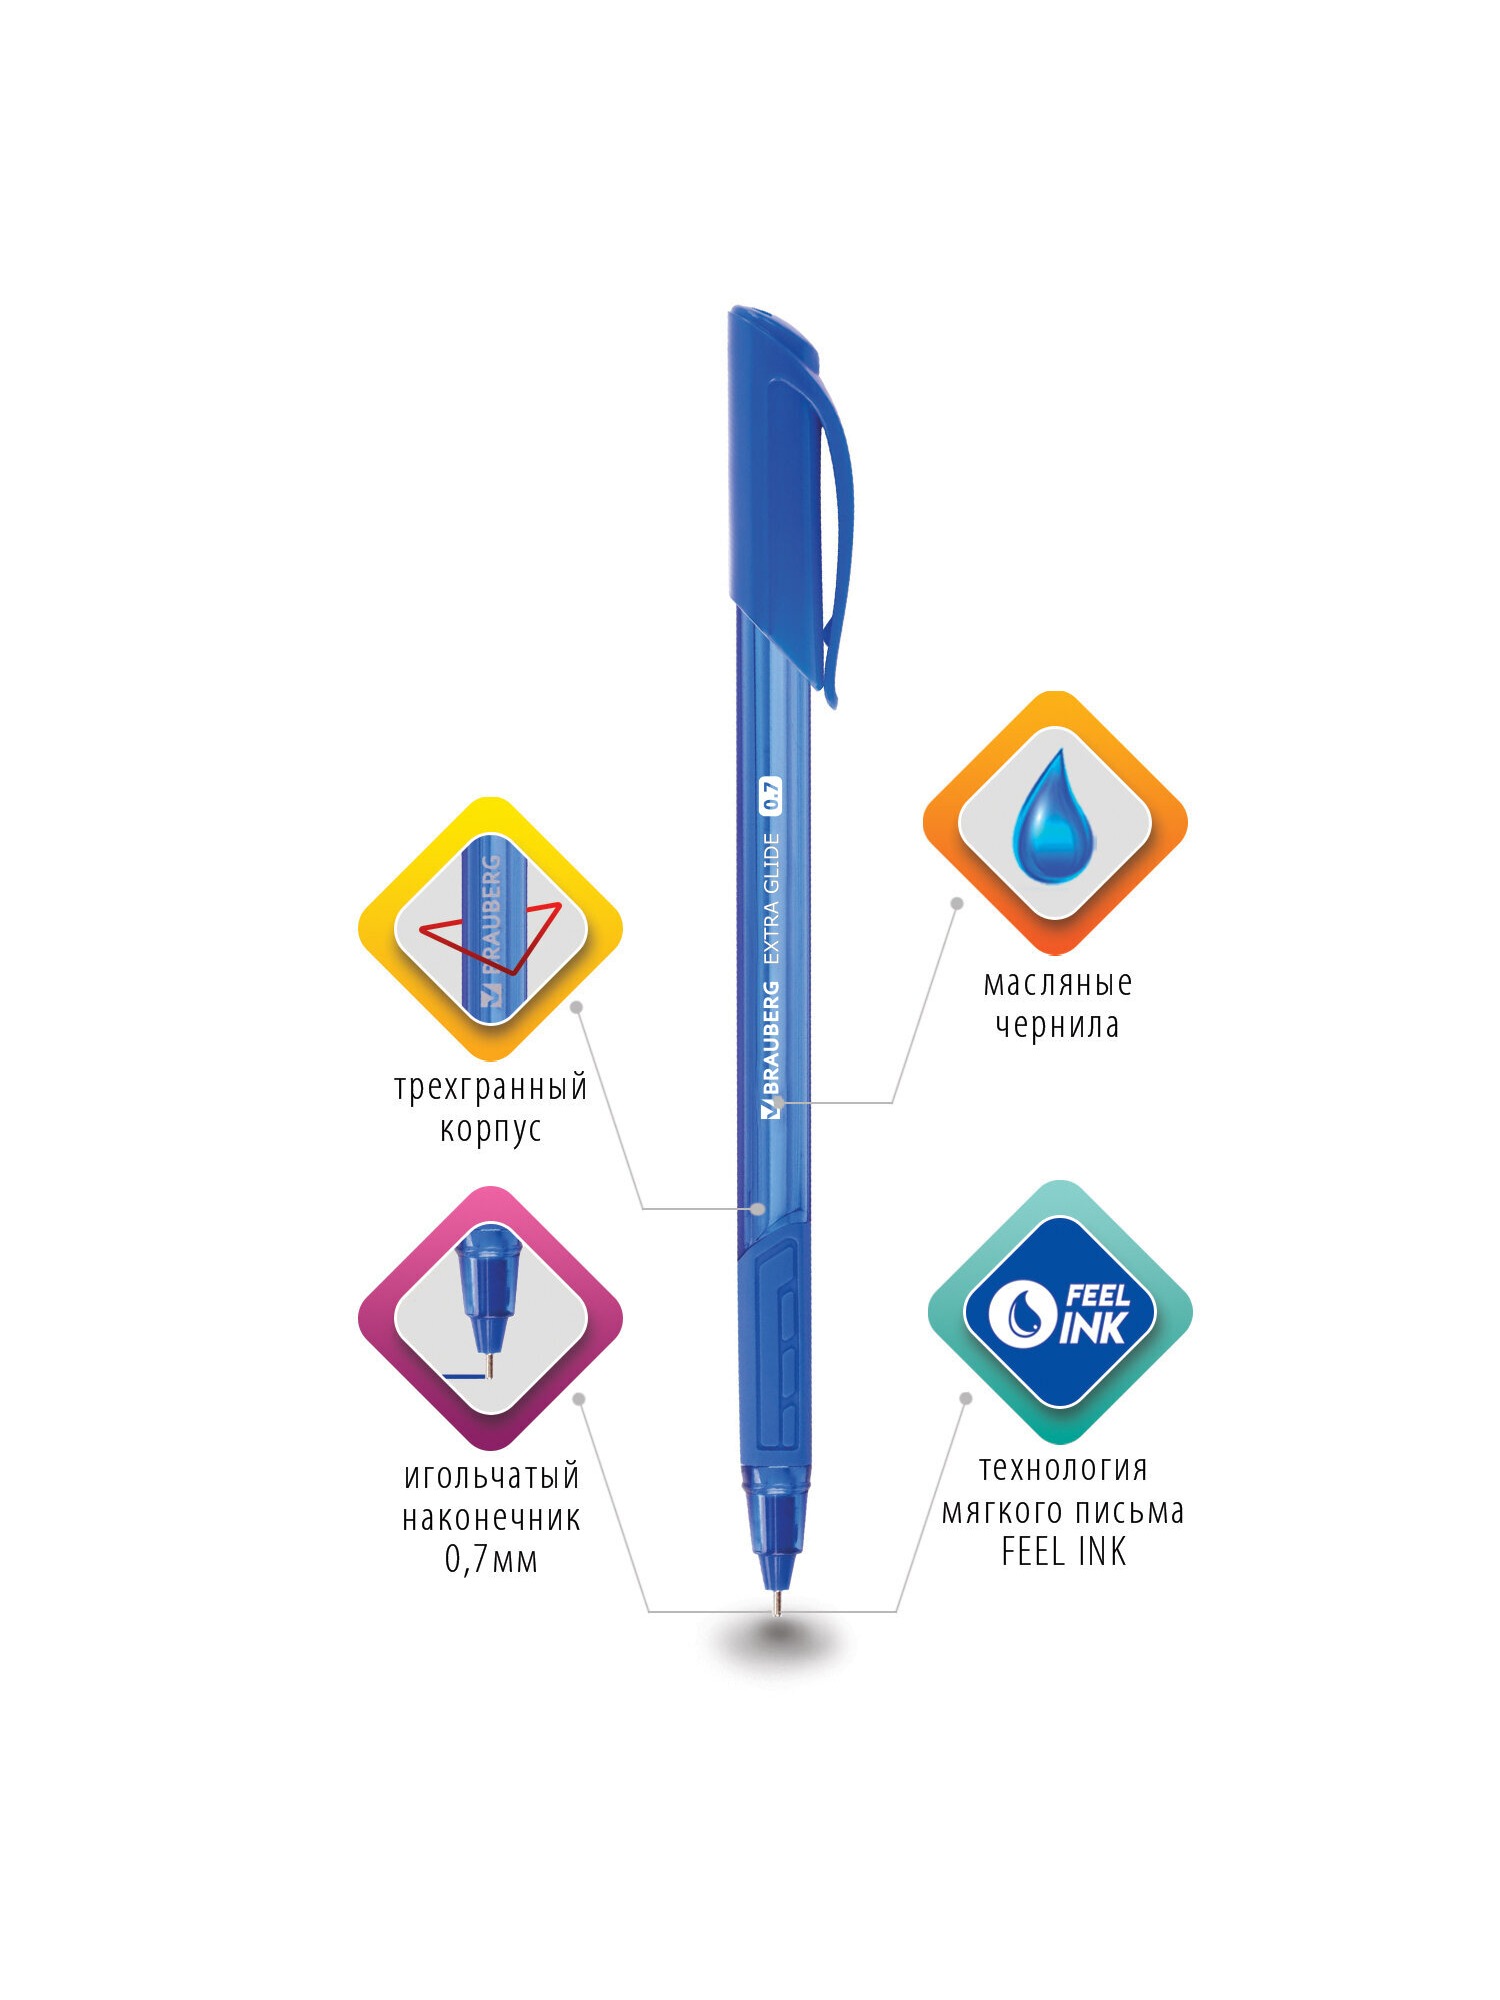 BRAUBERG EXTRA GLIDE 0.7
BRAUBERG
трехгранный
корпус
масляные
чернила
игольчатый
наконечник
0,7мм
FEEL
INK
технология
мягкого письма
FEEL INK